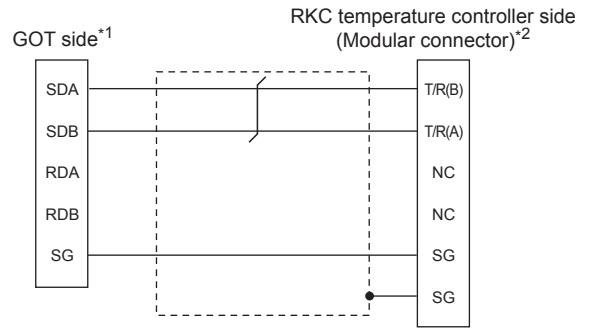 RKC temperature controller side
(Modular connector)*2
GOT side*1
SDA
T/R(B)
SDB
T/R(A)
RDA
NC
RDB
NC
SG
SG
SG